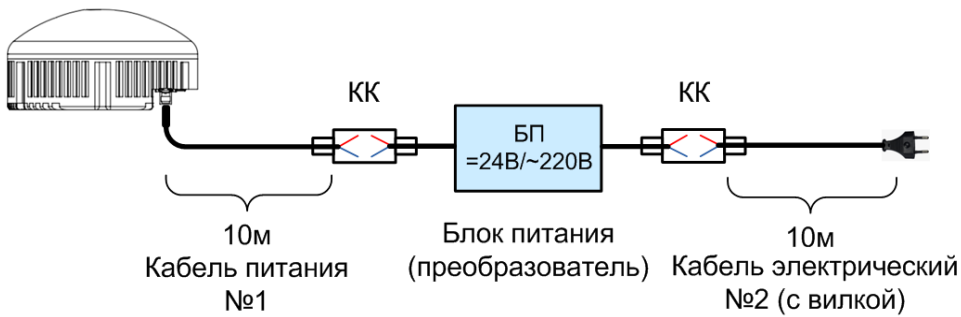 КК
КК
БП
=24В/~220В
10м
Кабель питания
№1
Блок питания
(преобразователь)
10м
Кабель электрический
№2 (с вилкой)